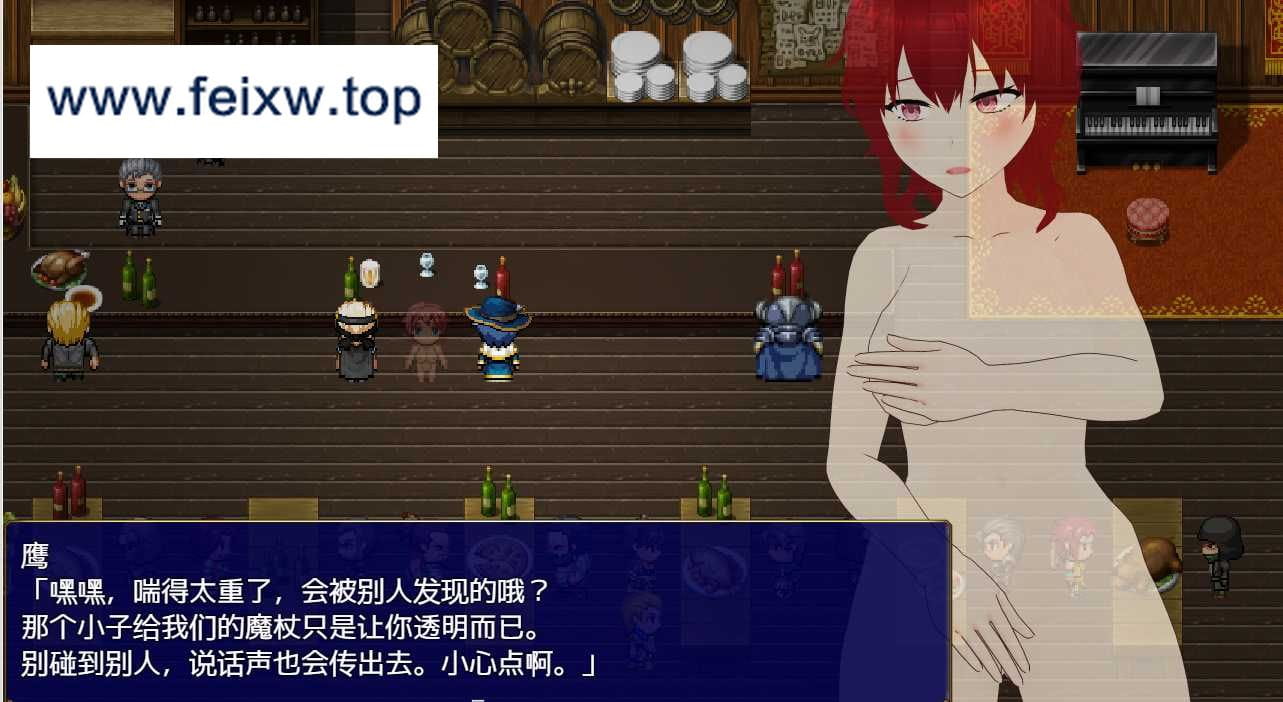 www.feixw.top
鹰
「嘿嘿，喘得太重了，会被别人发现的哦？
那个小子给我们的魔杖只是让你透明而已。
别碰到别人，说话声也会传出去。小心点啊。」